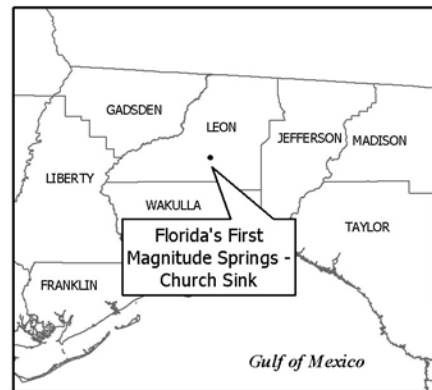 GADSDEN
LEON
JEFFERSON
MADISON
LIBERTY
WAKULLA
TAYLOR
Florida's First
Magnitude Springs -
Church Sink
FRANKLIN
Gulf of Mexico